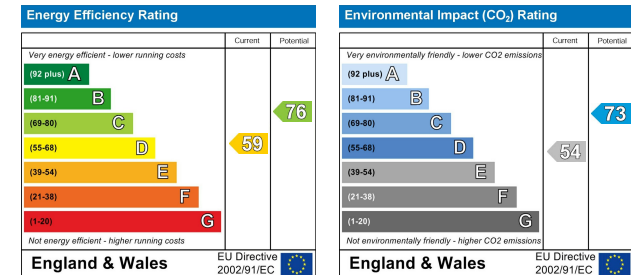 Energy Efficiency Rating
Current Potential
Very energy efficient - lower running costs
(92 plus) A
(81-91) B
(69-80) C
(55-68) D
(39-54) E
(21-38) F
(1-20) G
59
76
Not energy efficient - higher running costs
England & Wales
EU Directive
2002/91/EC
Environmental Impact (CO₂) Rating
Current Potential
Very environmentally friendly - lower CO2 emissions
(92 plus) A
(81-91) B
(69-80) C
(55-68) D
(39-54) E
(21-38) F
(1-20) G
54
73
Not environmentally friendly - higher CO2 emissions
England & Wales
EU Directive
2002/91/EC